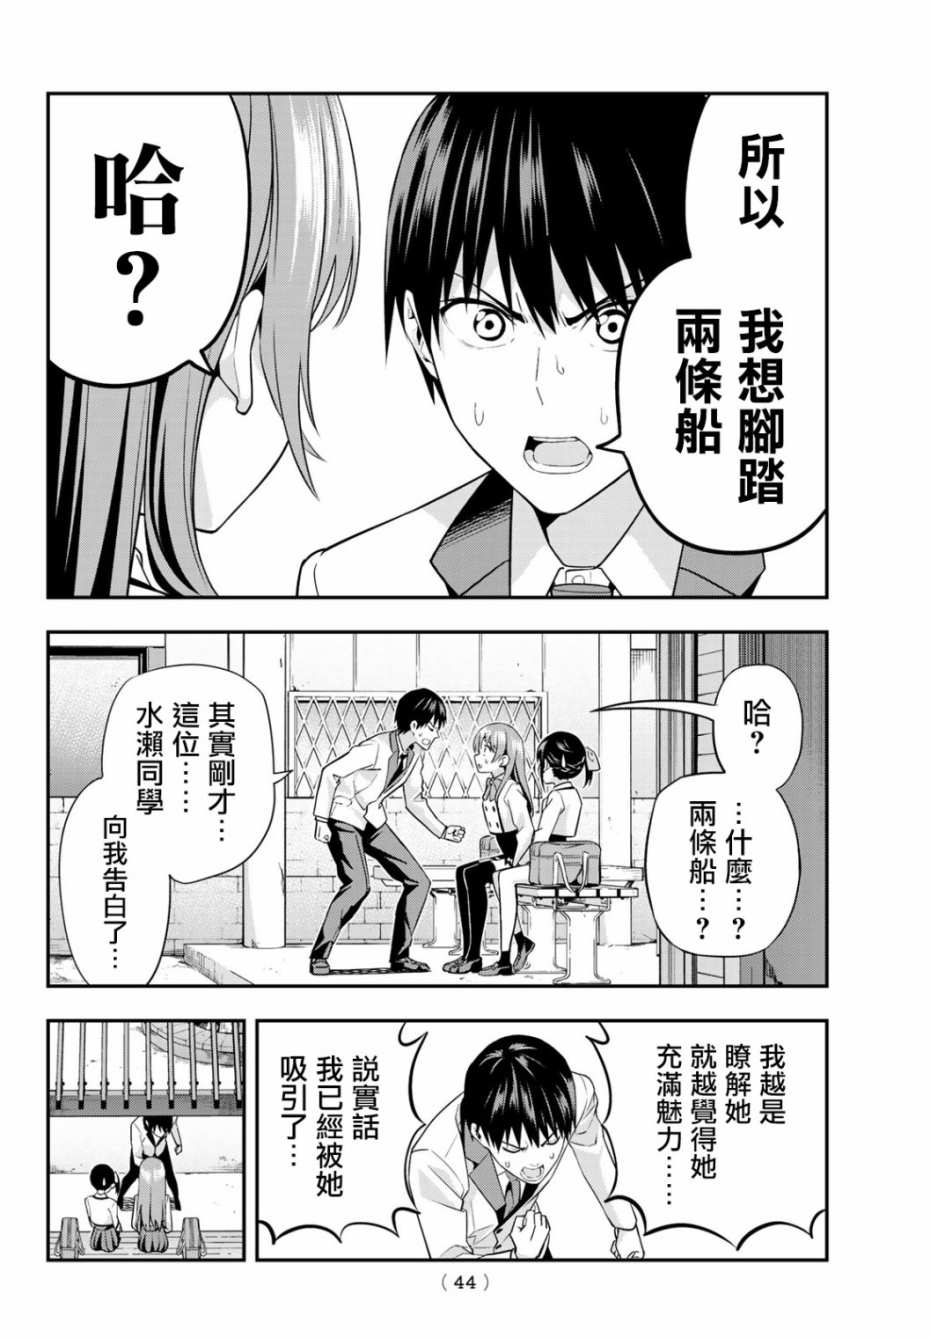 所以
我想腳踏
兩條船
哈？
哈？
…什麼…？
兩條船…？
其實剛才…
這位……
水瀨同學
向我告白了…
我越是
瞭解她
就越覺得她
充滿魅力……
説實話
我已經被她
吸引了…
（44）